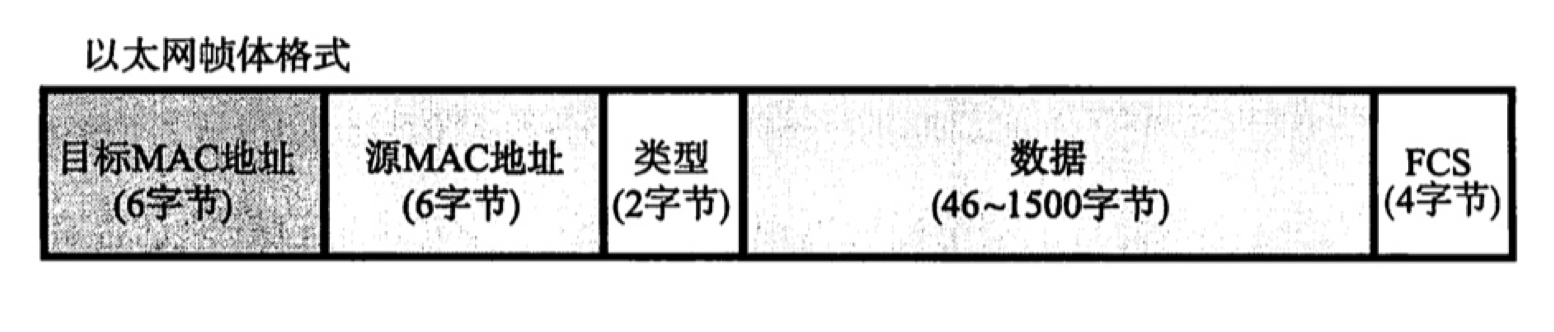 以太网帧体格式
目标MAC地址
(6字节)
源MAC地址
(6字节)
类型
(2字节)
数据
(46~1500字节)
FCS
(4字节)